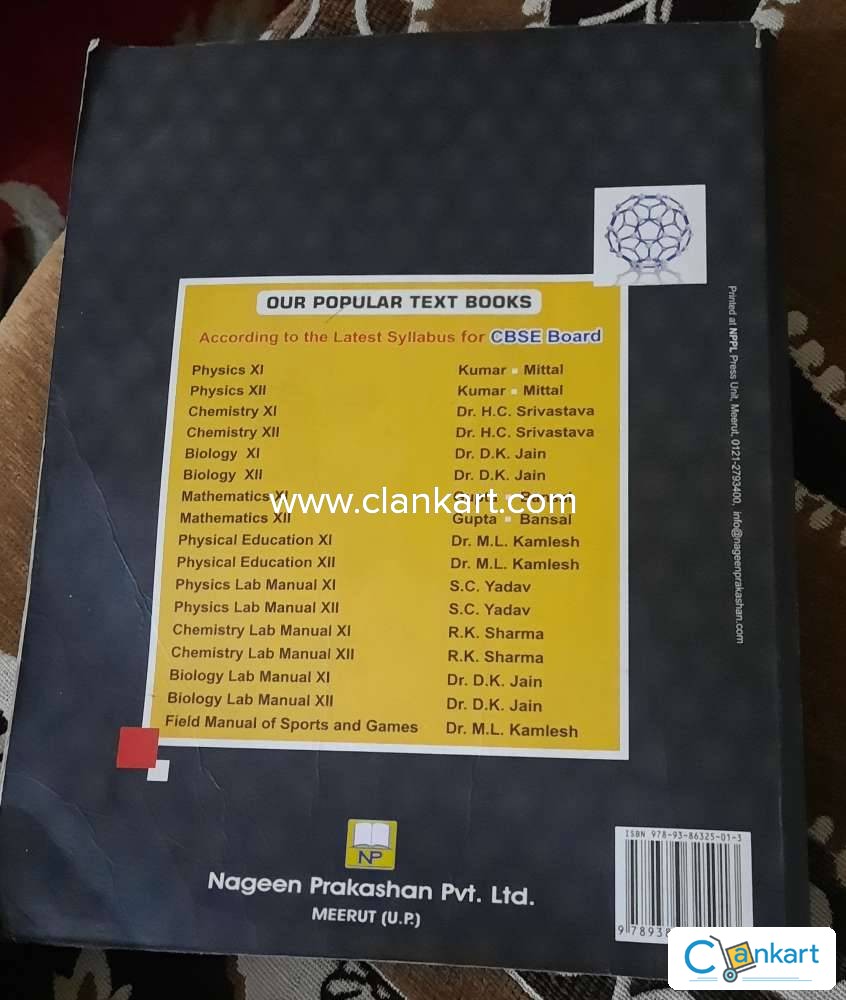 OUR POPULAR TEXT BOOKS
According to the Latest Syllabus for CBSE Board
Physics XI Kumar ▪ Mittal
Physics XII Kumar ▪ Mittal
Chemistry XI Dr. H.C. Srivastava
Chemistry XII Dr. H.C. Srivastava
Biology XI Dr. D.K. Jain
Biology XII Dr. D.K. Jain
Mathematics XI Gupta ▪ Bansal
www.clankart.com
Mathematics XII Gupta ▪ Bansal
Physical Education XI Dr. M.L. Kamlesh
Physical Education XII Dr. M.L. Kamlesh
Physics Lab Manual XI S.C. Yadav
Physics Lab Manual XII S.C. Yadav
Chemistry Lab Manual XI R.K. Sharma
Chemistry Lab Manual XII R.K. Sharma
Biology Lab Manual XI Dr. D.K. Jain
Biology Lab Manual XII Dr. D.K. Jain
Field Manual of Sports and Games Dr. M.L. Kamlesh
Printed at NPPL Press Unit, Meerut, 0121-2793400, info@nageenprakashan.com
NP
Nageen Prakashan Pvt. Ltd.
MEERUT (U.P.)
ISBN 978-93-86325-01-3
Clankart